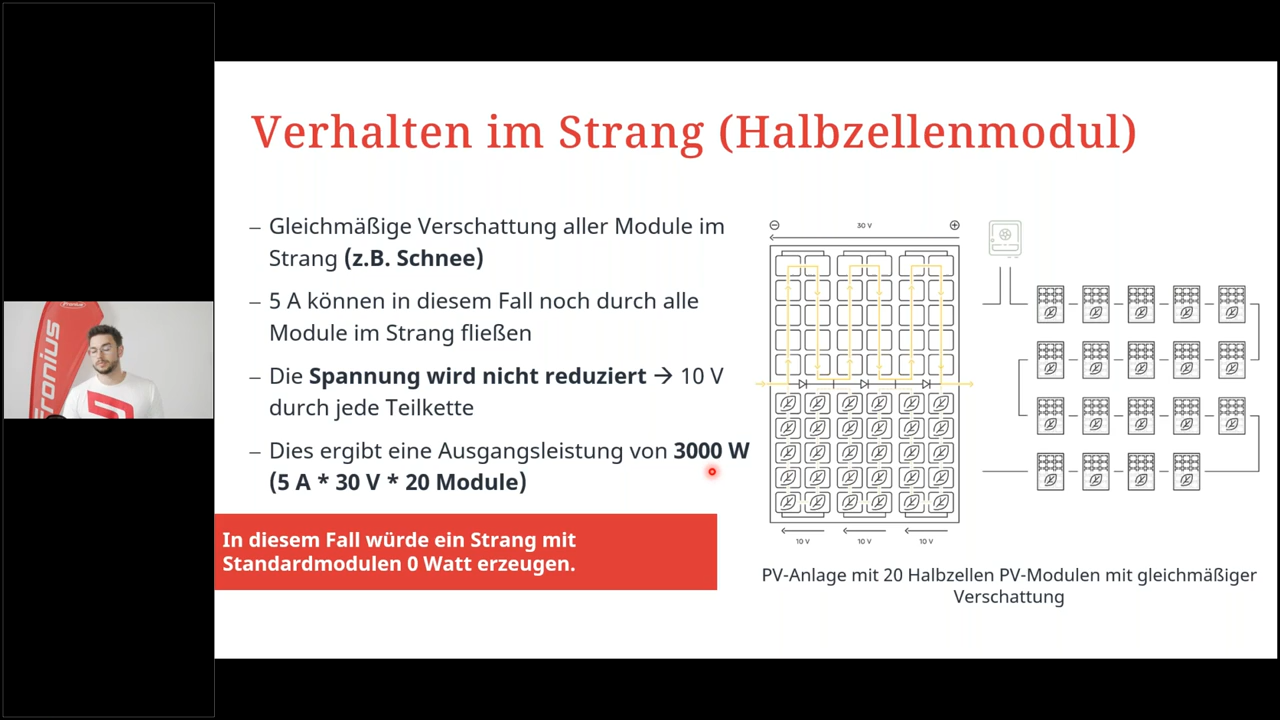 Verhalten im Strang (Halbzellenmodul)
– Gleichmäßige Verschattung aller Module im
Strang (z.B. Schnee)
– 5 A können in diesem Fall noch durch alle
Module im Strang fließen
– Die Spannung wird nicht reduziert → 10 V
durch jede Teilkette
– Dies ergibt eine Ausgangsleistung von 3000 W
(5 A * 30 V * 20 Module)
In diesem Fall würde ein Strang mit
Standardmodulen 0 Watt erzeugen.
30 V
10 V 10 V 10 V
PV-Anlage mit 20 Halbzellen PV-Modulen mit gleichmäßiger
Verschattung
Fronius
ronius